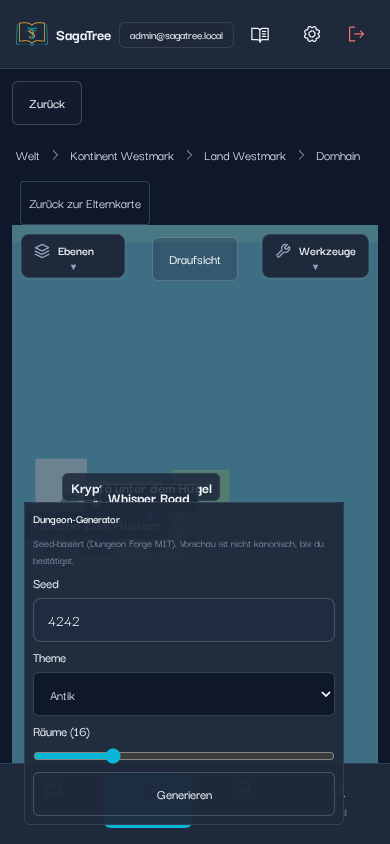 SagaTree
admin@sagatree.local
Zurück
Welt > Kontinent Westmark > Land Westmark > Domhain
Zurück zur Elternkarte
Ebenen
▼
Draufsicht
Werkzeuge
▼
Krypta unter dem Hügel
Whisper Road
Dungeon-Generator
Seed-basiert (Dungeon Forge MIT). Vorschau ist nicht kanonisch, bis du
bestätigst.
Seed
4242
Theme
Antik
Räume (16)
Generieren